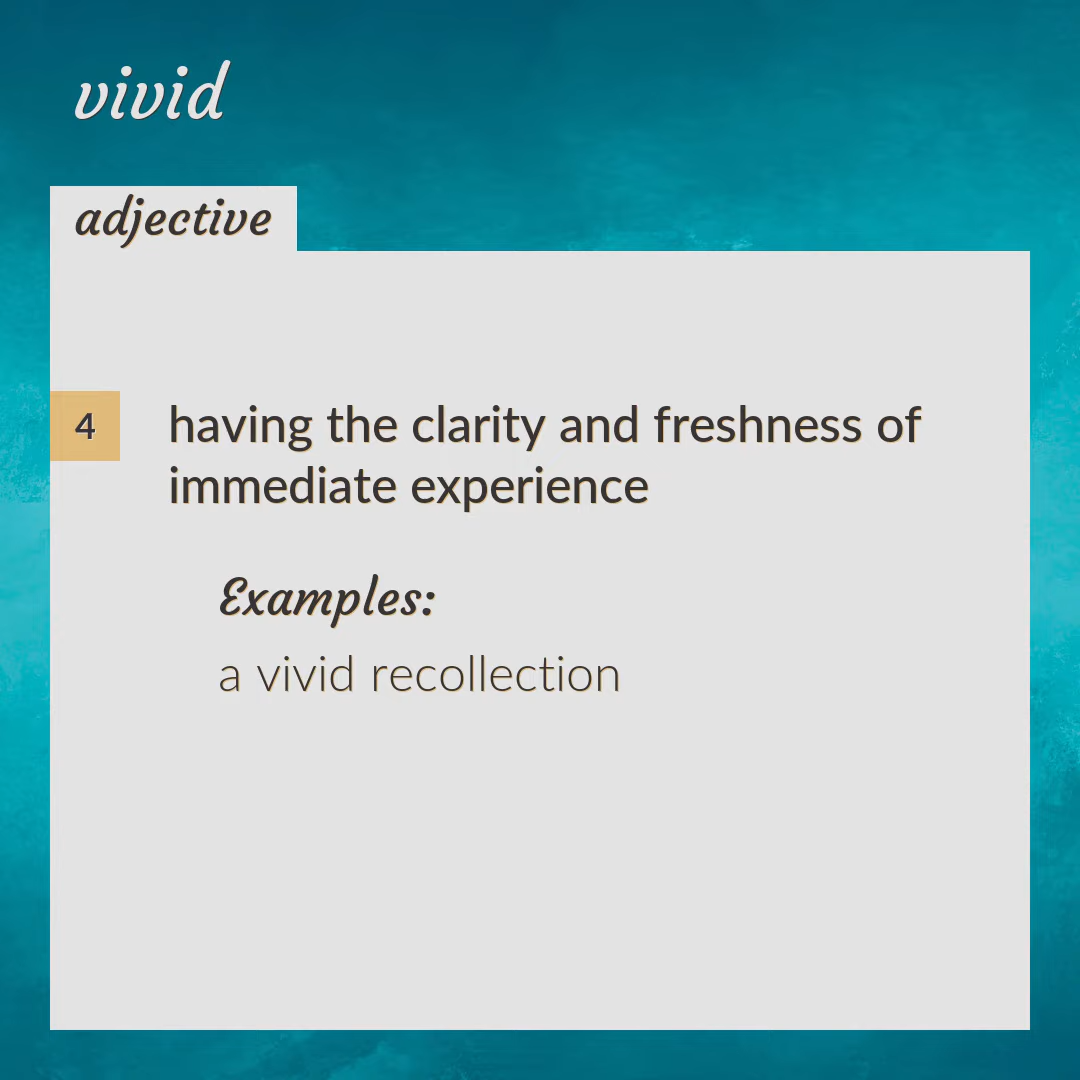 vivid
adjective
4
having the clarity and freshness of
immediate experience
Examples:
a vivid recollection